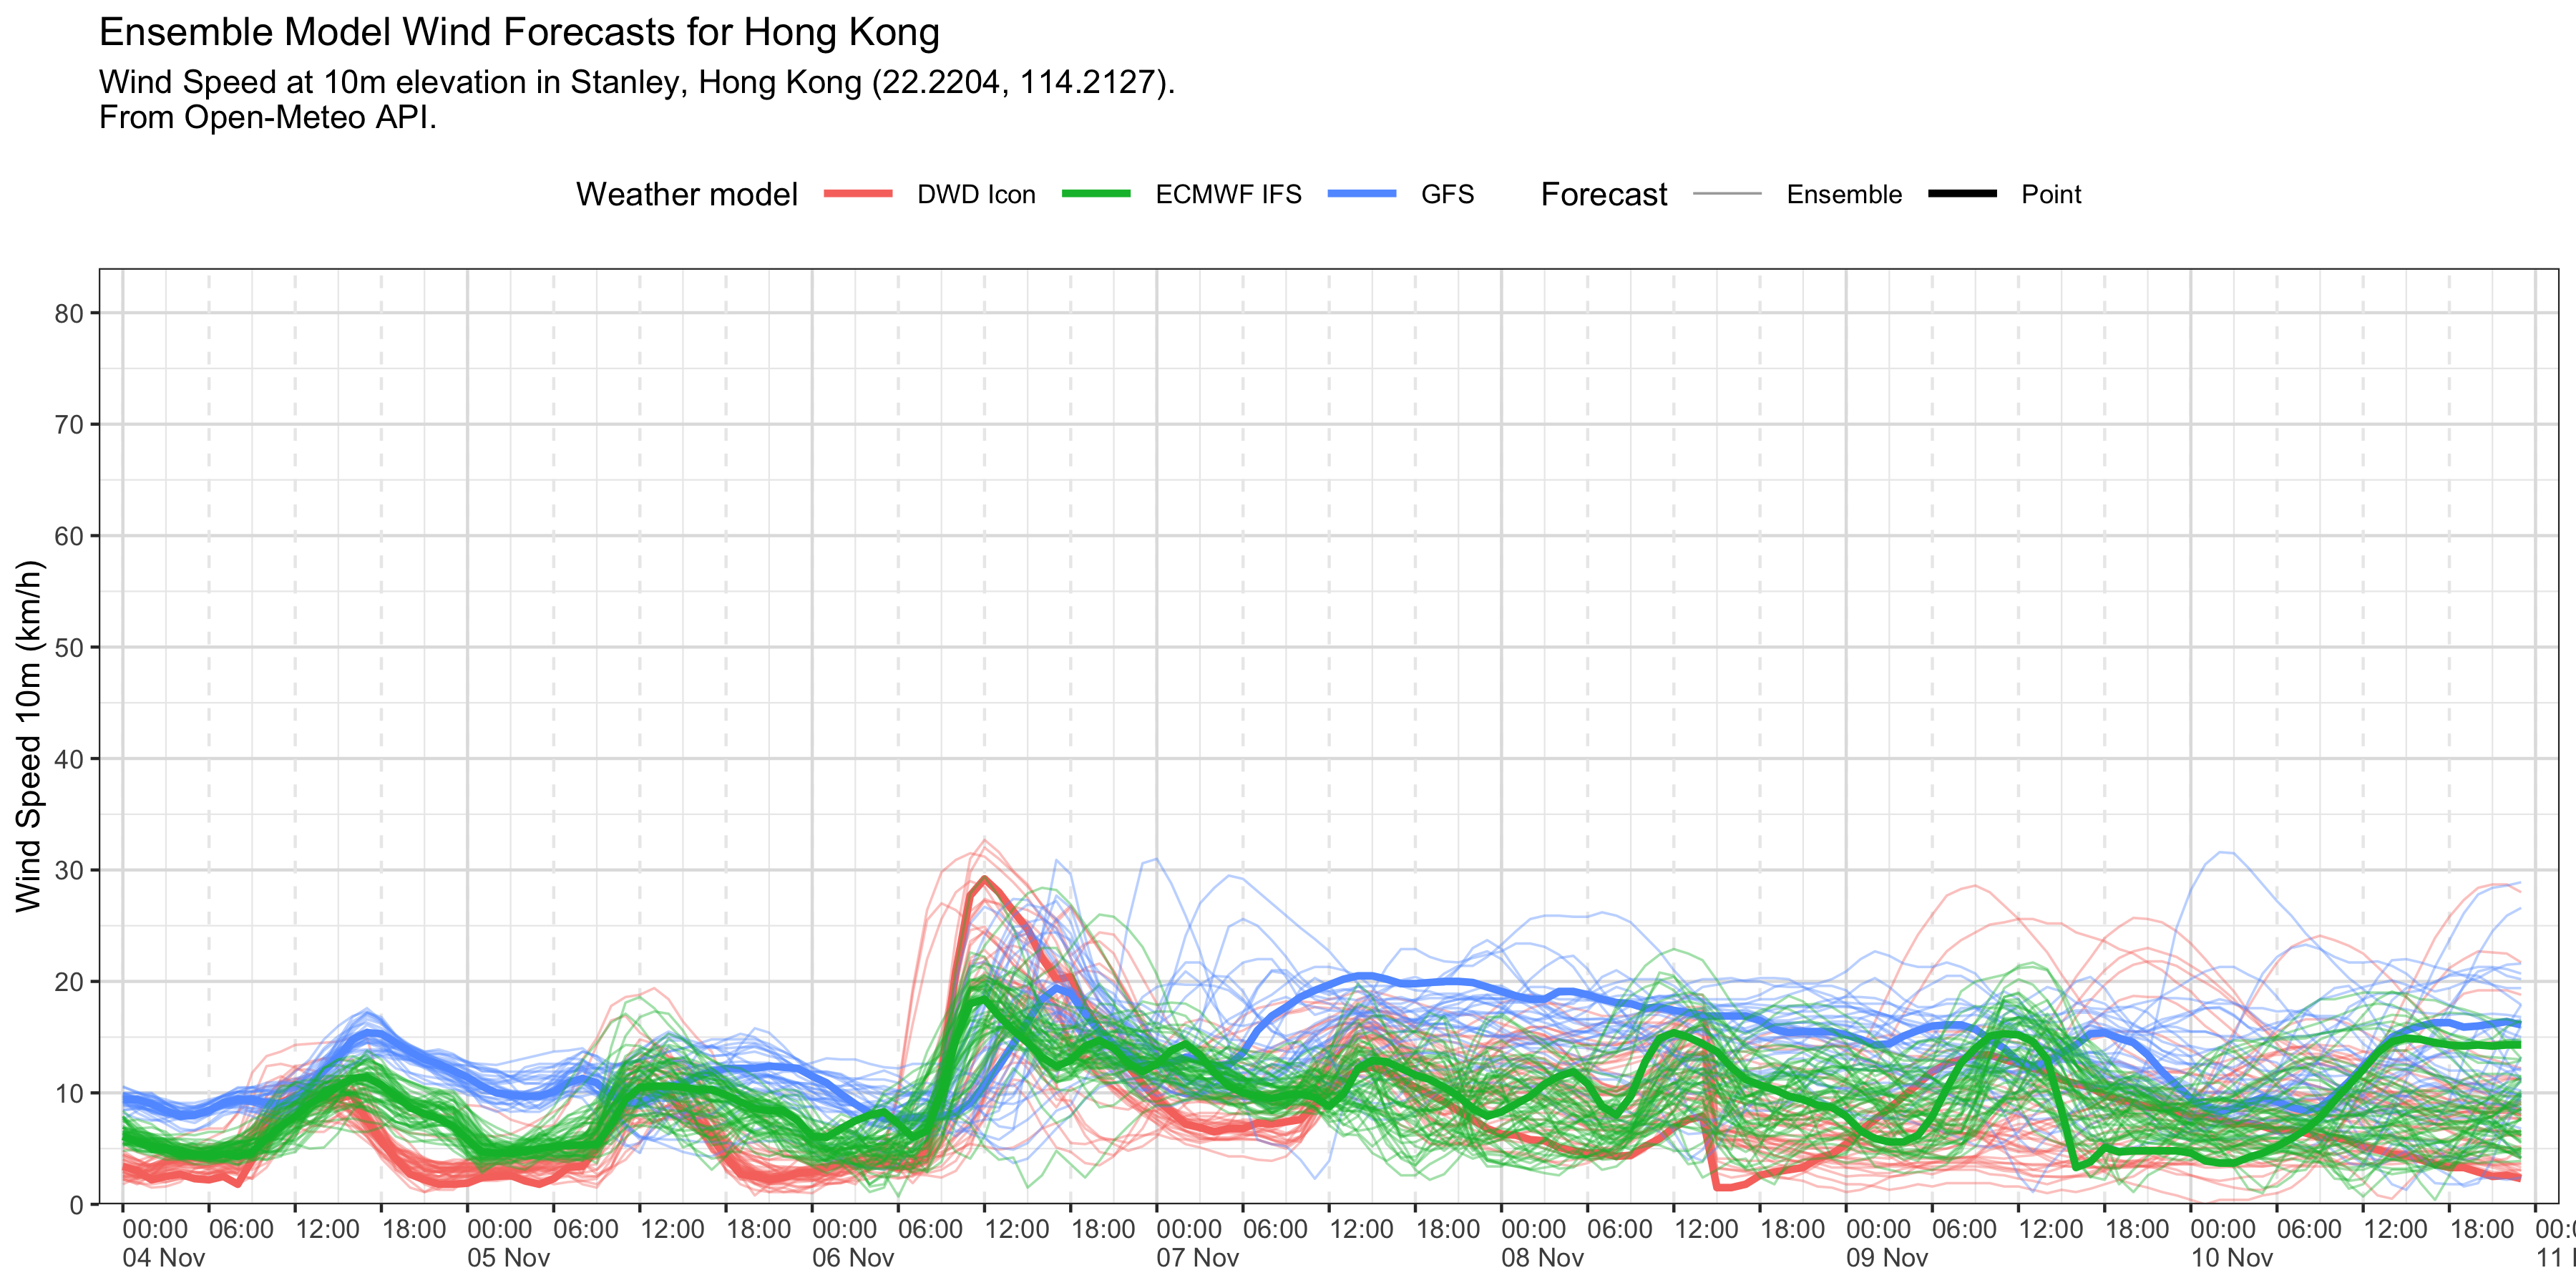 Ensemble Model Wind Forecasts for Hong Kong
Wind Speed at 10m elevation in Stanley, Hong Kong (22.2204, 114.2127).
From Open-Meteo API.
Weather model DWD Icon ECMWF IFS GFS Forecast Ensemble Point
Wind Speed 10m (km/h)
80
70
60
50
40
30
20
10
0
00:00 06:00 12:00 18:00 00:00 06:00 12:00 18:00 00:00 06:00 12:00 18:00 00:00 06:00 12:00 18:00 00:00 06:00 12:00 18:00 00:00 06:00 12:00 18:00 00:00 06:00 12:00 18:00
04 Nov 05 Nov 06 Nov 07 Nov 08 Nov 09 Nov 10 Nov 11